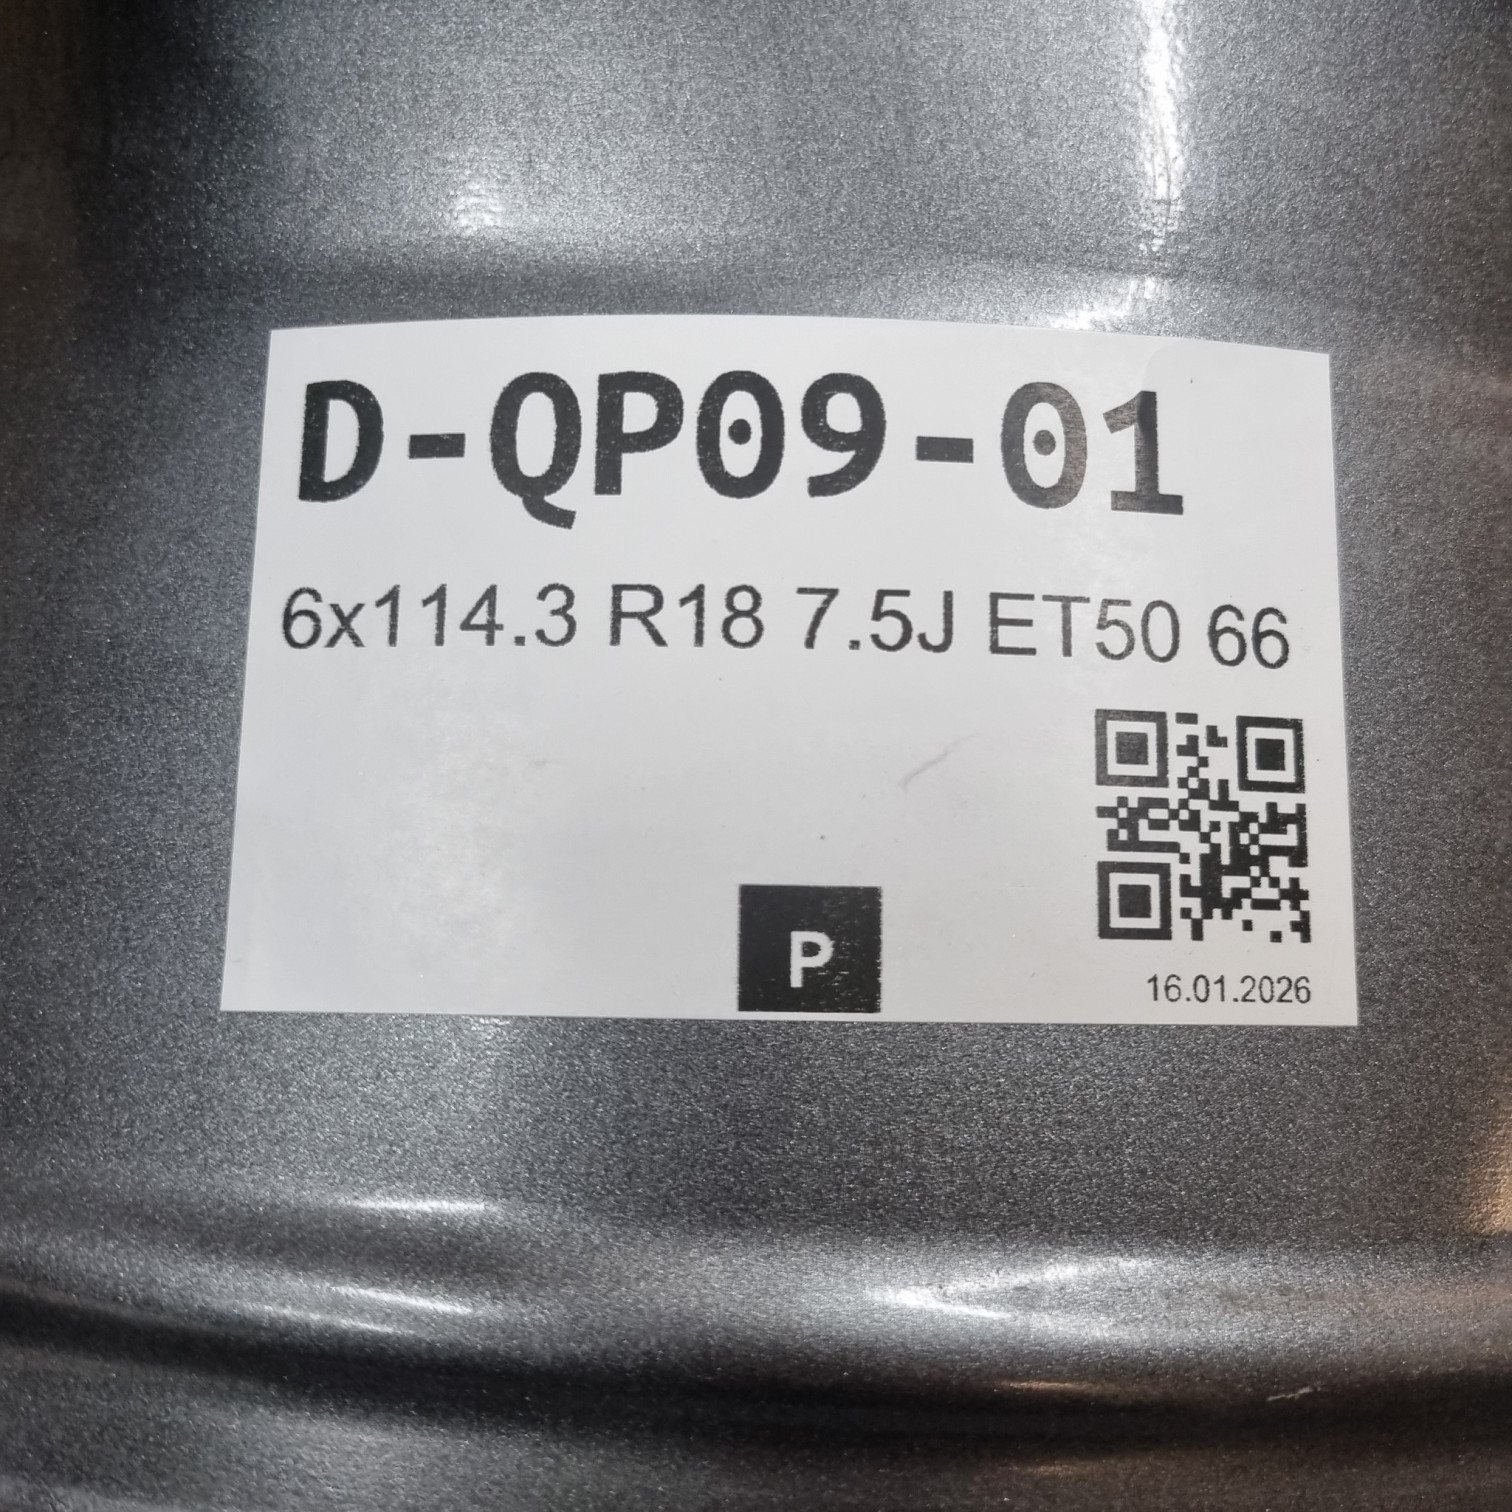 D-QP09-01
6x114.3 R18 7.5J ET50 66
P
16.01.2026